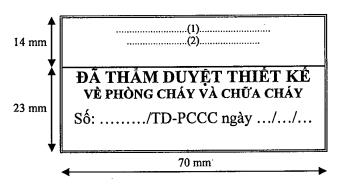 14 mm
....................(1)....................
....................(2)....................
23 mm
ĐÃ THẨM DUYỆT THIẾT KẾ
VỀ PHÒNG CHÁY VÀ CHỮA CHÁY
Số: ........./TD-PCCC ngày .../.../...
70 mm